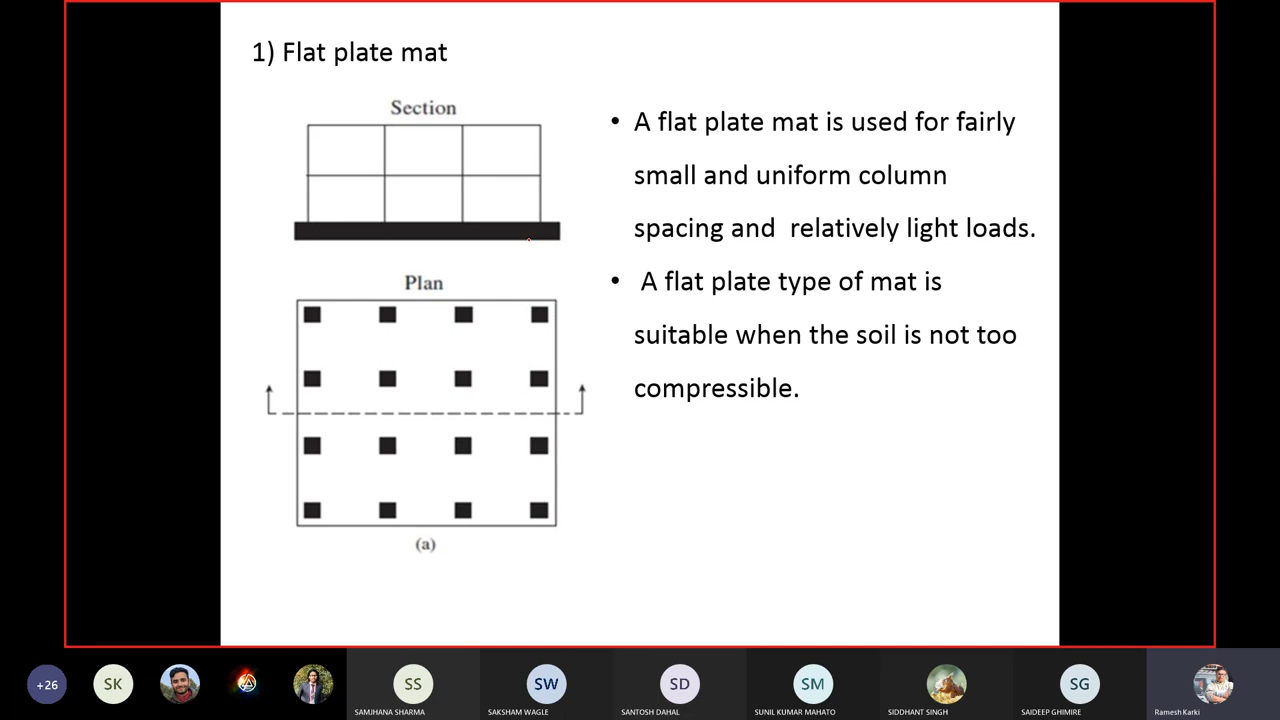 1) Flat plate mat
Section
Plan
(a)
• A flat plate mat is used for fairly
small and uniform column
spacing and relatively light loads.
• A flat plate type of mat is
suitable when the soil is not too
compressible.
+26
SK
SS
SAMJHANA SHARMA
SW
SAKSHAM WAGLE
SD
SANTOSH DAHAL
SM
SUNIL KUMAR MAHATO
SIDDHANT SINGH
SG
SAIDEEP GHIMIRE
Ramesh Karki